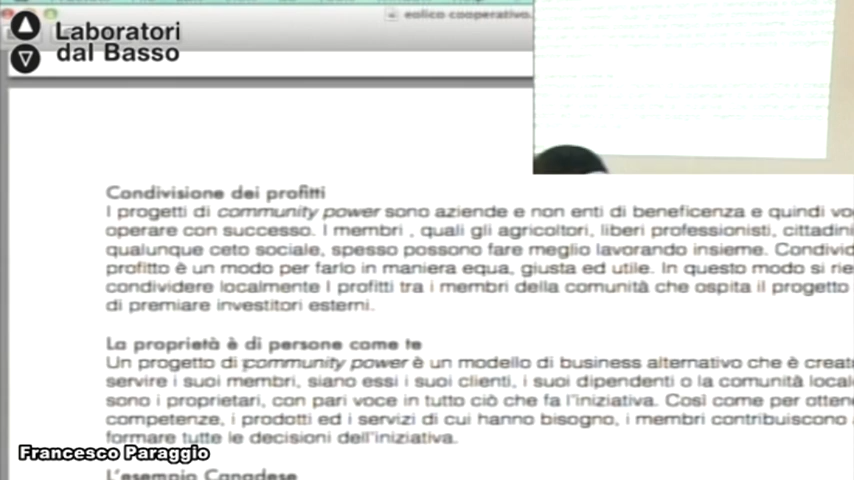 Laboratori
dal Basso
eolico cooperativo.
Condivisione dei profitti
I progetti di community power sono aziende e non enti di beneficenza e quindi vo
operare con successo. I membri , quali gli agricoltori, liberi professionisti, cittadini
qualunque ceto sociale, spesso possono fare meglio lavorando insieme. Condivid
profitto è un modo per farlo in maniera equa, giusta ed utile. In questo modo si rie
condividere localmente I profitti tra i membri della comunità che ospita il progetto
di premiare investitori esterni.
La proprietà è di persone come te
Un progetto di community power è un modello di business alternativo che è creat
servire i suoi membri, siano essi i suoi clienti, i suoi dipendenti o la comunità locale
sono i proprietari, con pari voce in tutto ciò che fa l'iniziativa. Così come per otten
competenze, i prodotti ed i servizi di cui hanno bisogno, i membri contribuiscono
formare tutte le decisioni dell'iniziativa.
L'esempio Canadese
Francesco Paraggio